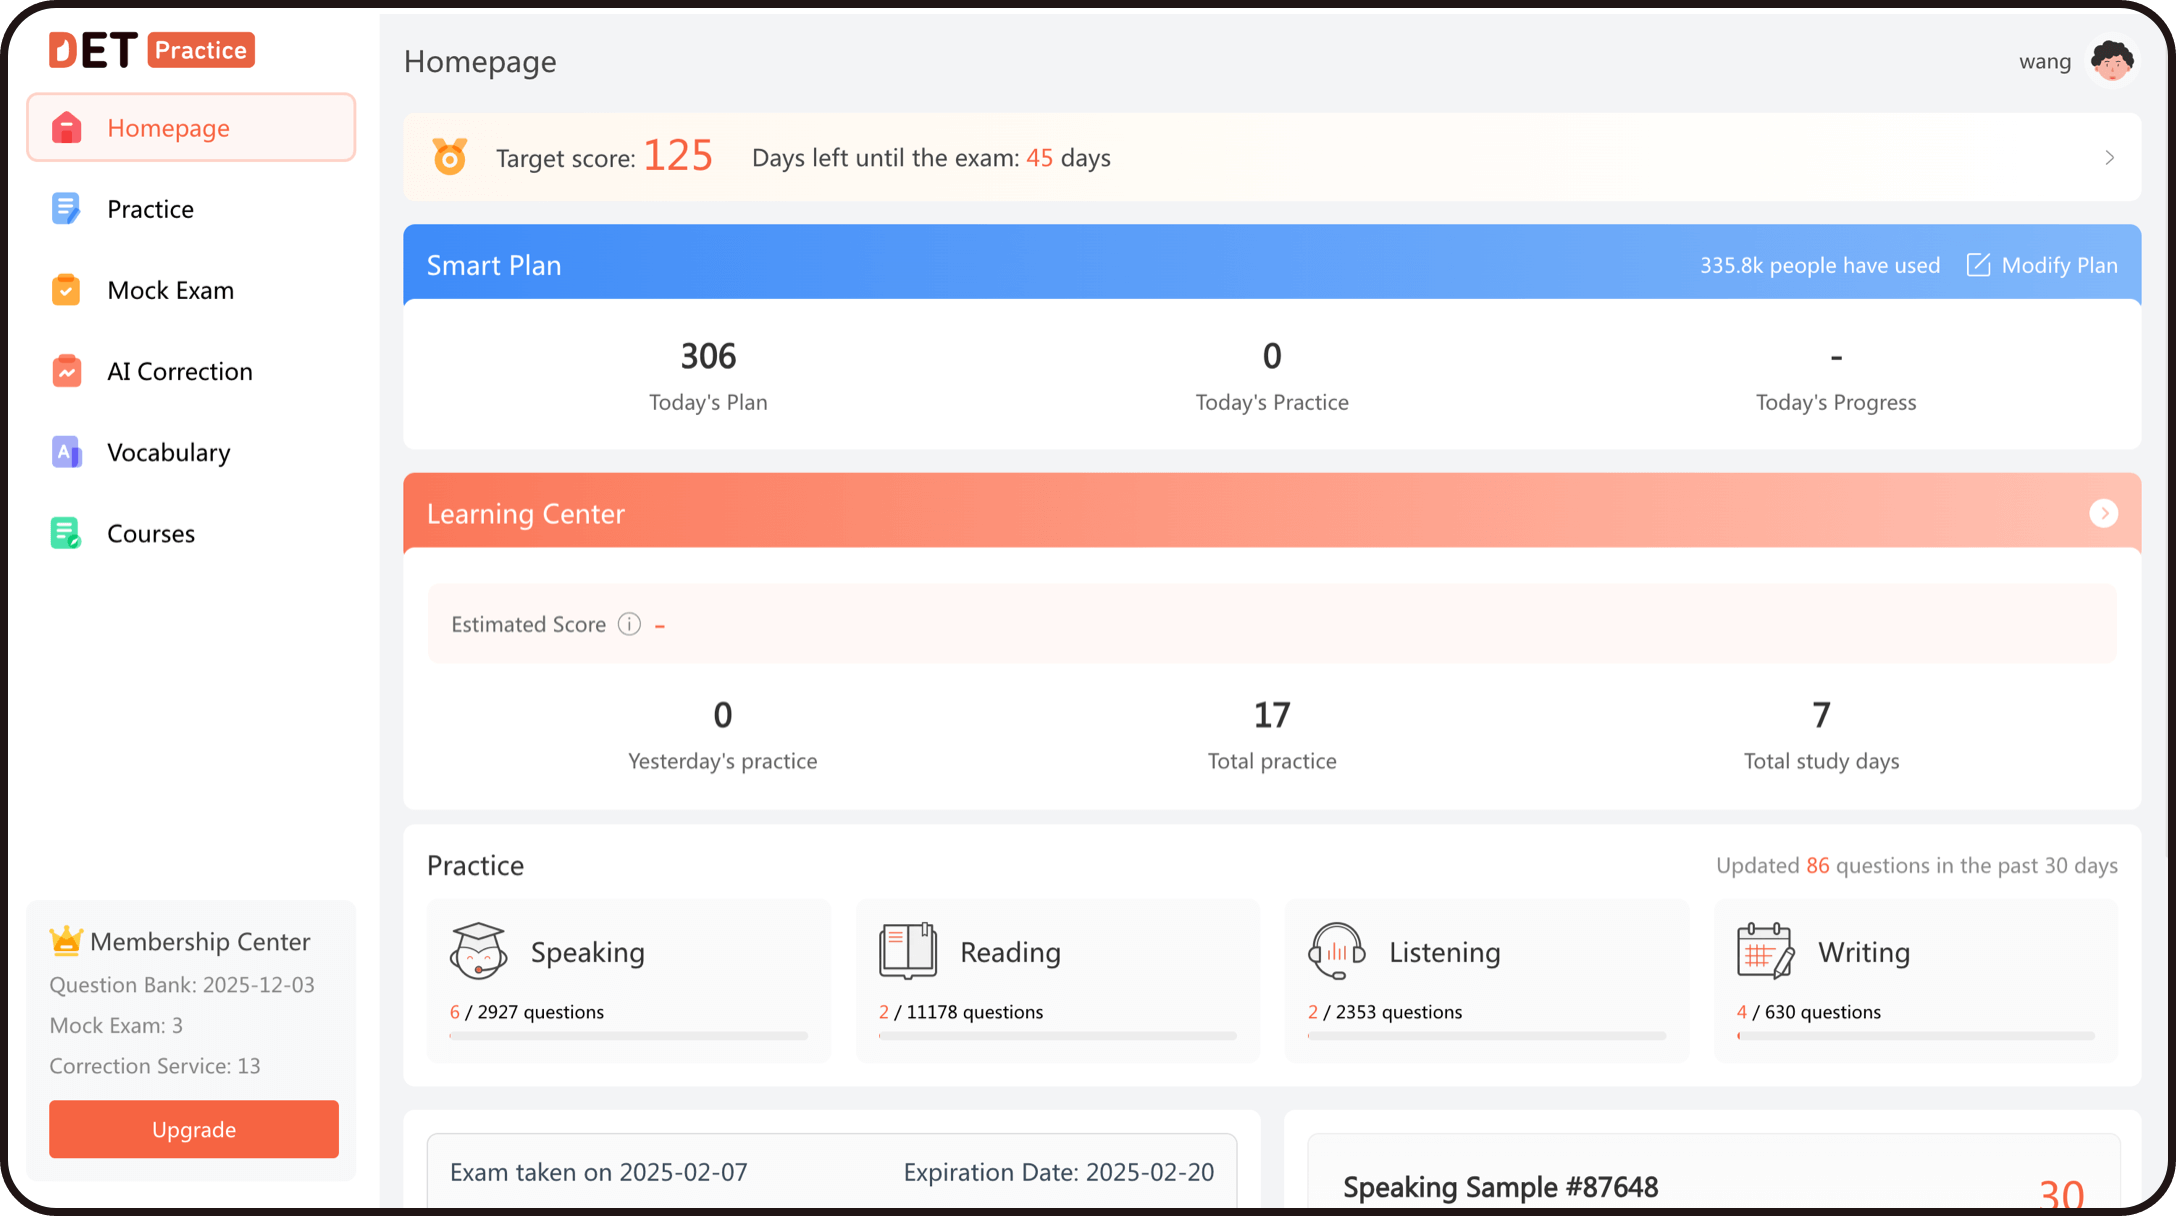 DET Practice
Homepage
Practice
Mock Exam
AI Correction
Vocabulary
Courses
Membership Center
Question Bank: 2025-12-03
Mock Exam: 3
Correction Service: 13
Upgrade
Homepage
wang
Target score: 125 Days left until the exam: 45 days
Smart Plan
335.8k people have used
Modify Plan
306
Today's Plan
0
Today's Practice
-
Today's Progress
Learning Center
Estimated Score -
0
Yesterday's practice
17
Total practice
7
Total study days
Practice
Updated 86 questions in the past 30 days
Speaking
6 / 2927 questions
Reading
2 / 11178 questions
Listening
2 / 2353 questions
Writing
4 / 630 questions
Exam taken on 2025-02-07
Expiration Date: 2025-02-20
Speaking Sample #87648
30